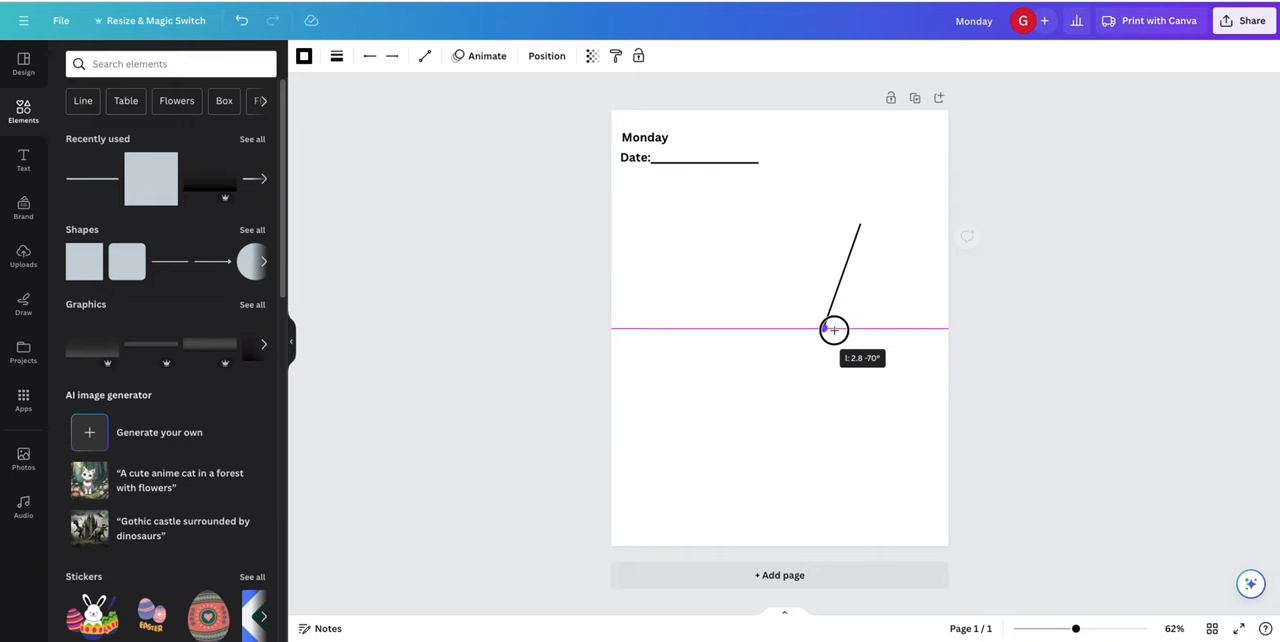 File
Resize & Magic Switch
Monday
G
Print with Canva
Share
Design
Elements
Text
Brand
Uploads
Draw
Projects
Apps
Photos
Audio
Search elements
Line
Table
Flowers
Box
Recently used
See all
Shapes
See all
Graphics
See all
AI image generator
Generate your own
“A cute anime cat in a forest
with flowers”
“Gothic castle surrounded by
dinosaurs”
Stickers
See all
EASTER
Animate
Position
Monday
Date:_______________
l: 2.8 -70°
+ Add page
Notes
Page 1 / 1
62%